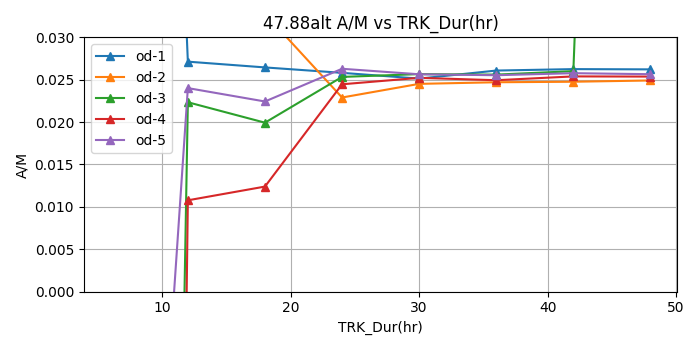 47.88alt A/M vs TRK_Dur(hr)
0.030
0.025
0.020
0.015
0.010
0.005
0.000
A/M
od-1
od-2
od-3
od-4
od-5
10 20 30 40 50
TRK_Dur(hr)